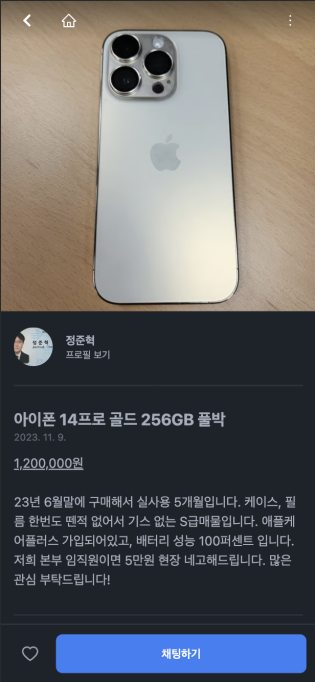 정준혁
정준혁
프로필 보기
아이폰 14프로 골드 256GB 풀박
2023. 11. 9.
1,200,000원
23년 6월말에 구매해서 실사용 5개월입니다. 케이스, 필
름 한번도 뗀적 없어서 기스 없는 S급매물입니다. 애플케
어플러스 가입되어있고, 배터리 성능 100퍼센트 입니다.
저희 본부 임직원이면 5만원 현장 네고해드립니다. 많은
관심 부탁드립니다!
채팅하기